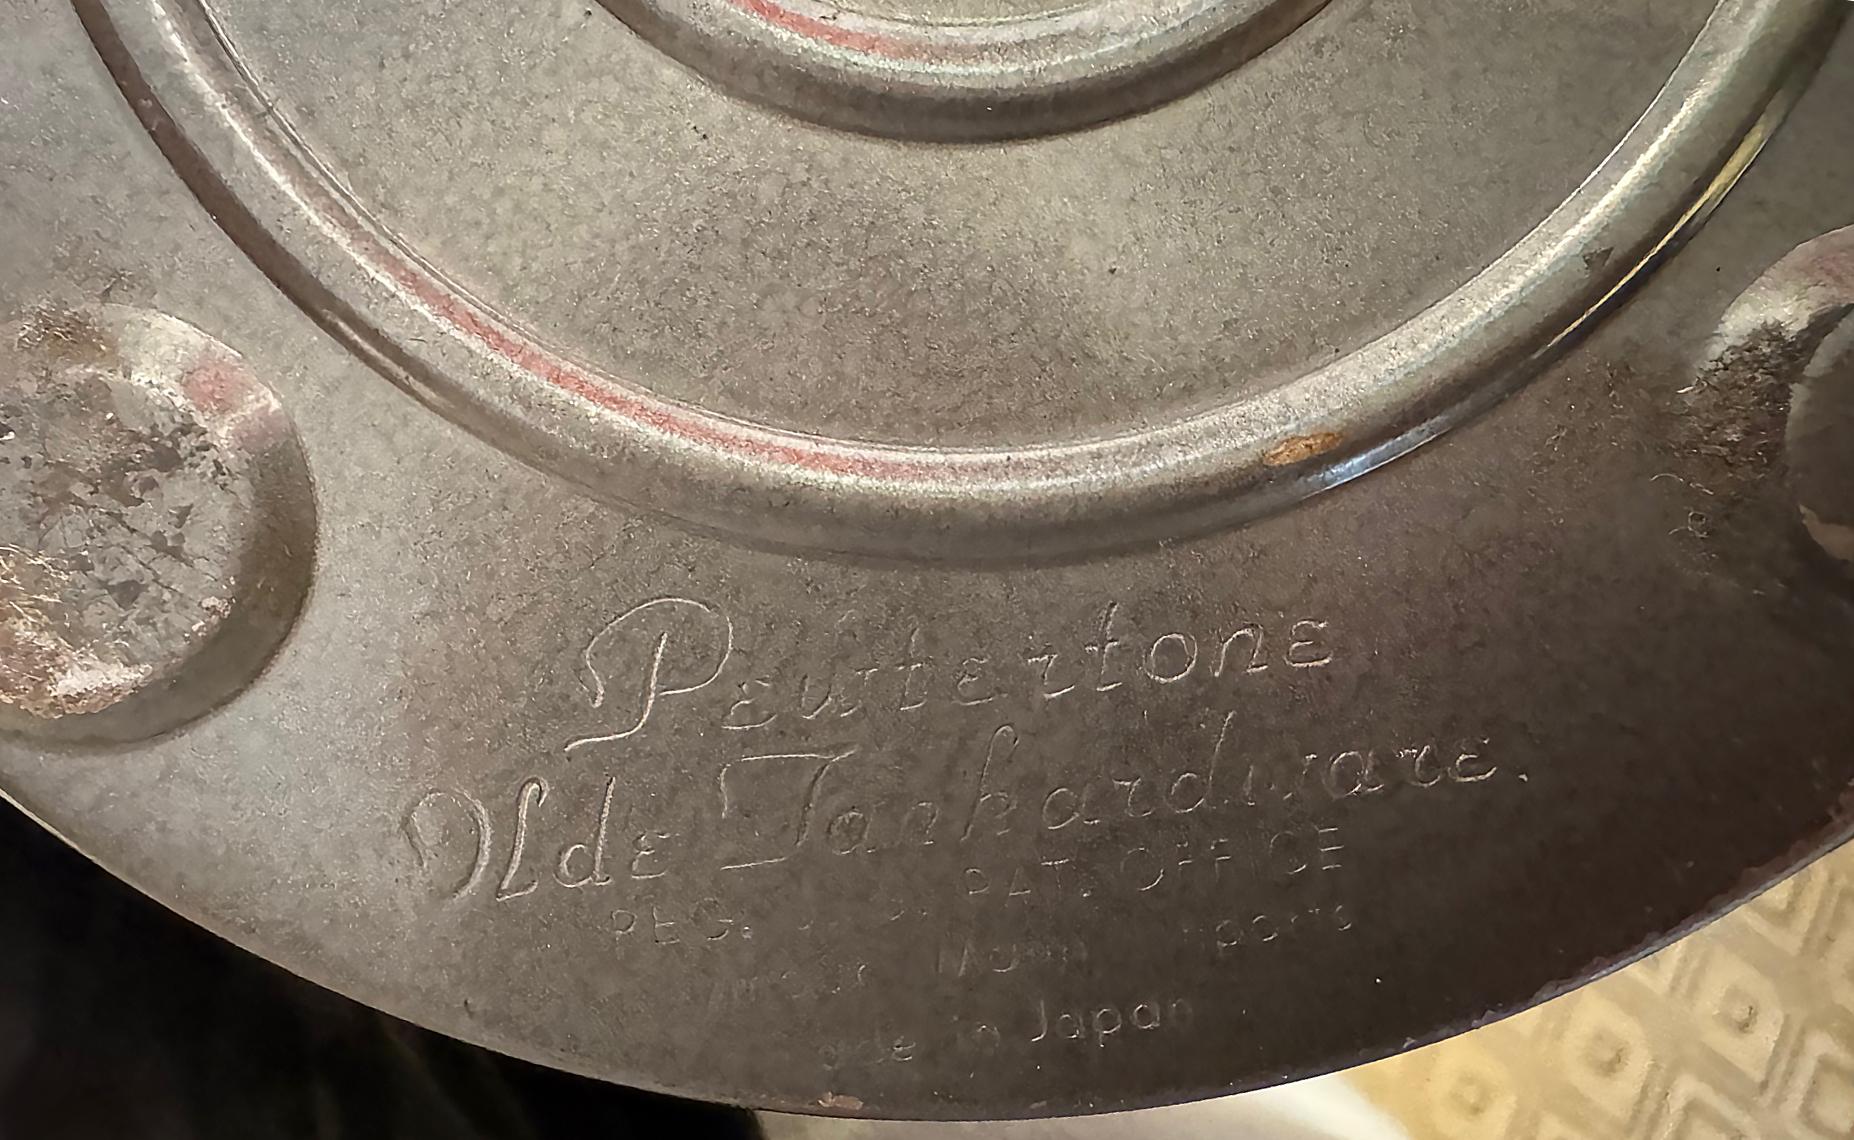 Pewtertone
Olde Tankardware.
REG. PAT. OFFICE
made in Japan